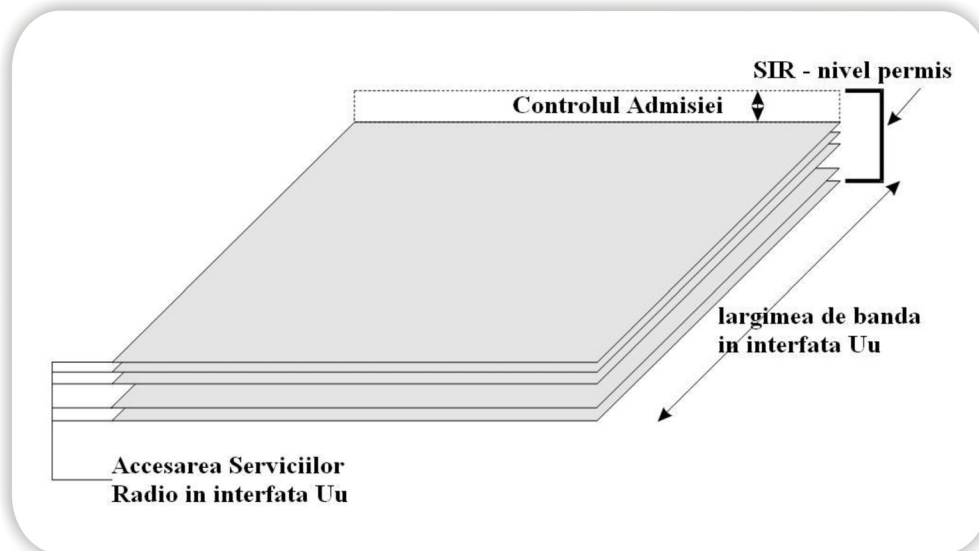 SIR - nivel permis
Controlul Admisiei
largimea de banda
in interfata Uu
Accesarea Serviciilor
Radio in interfata Uu